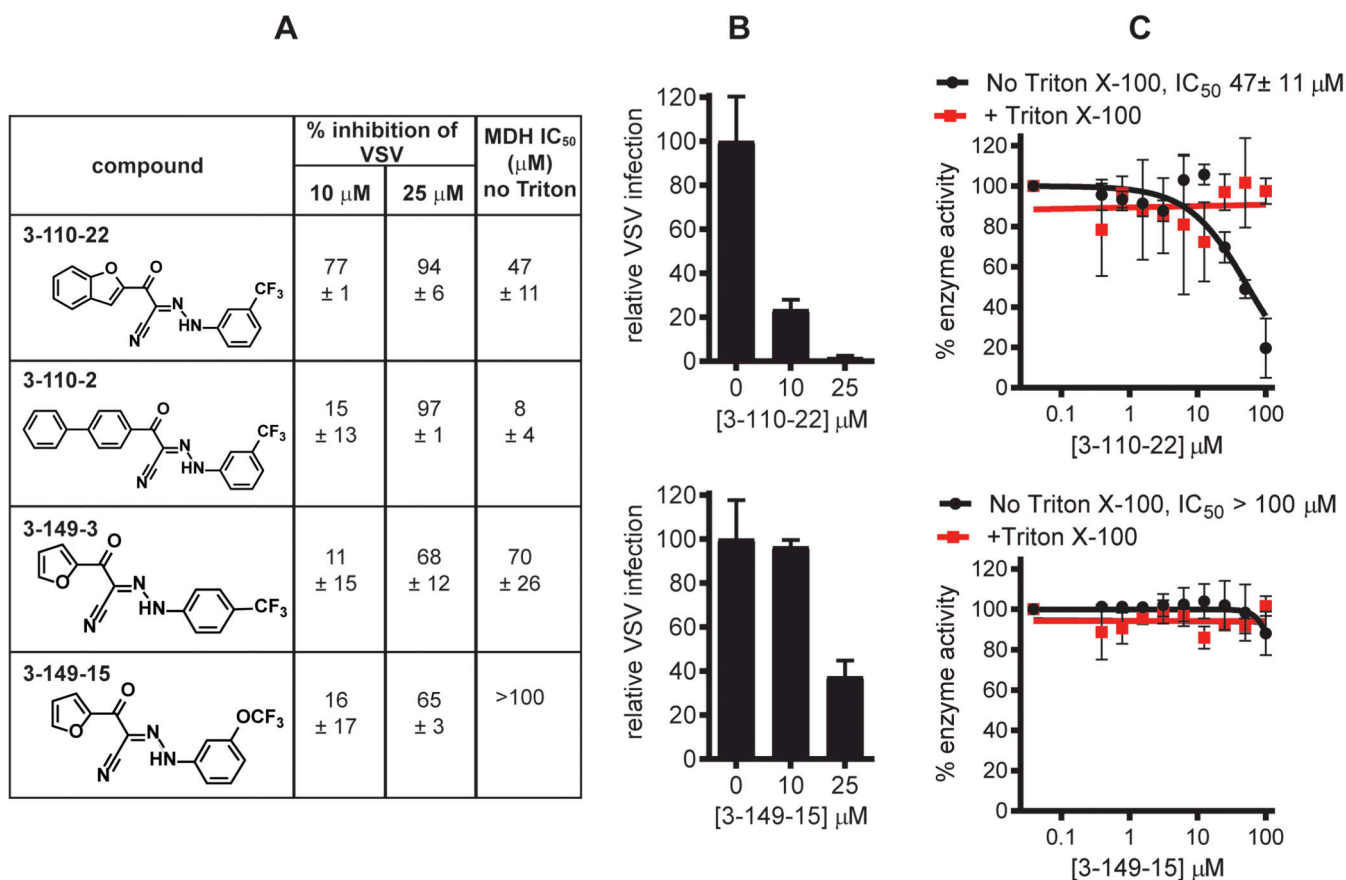 A
B
C
compound
% inhibition of
VSV
10 μM
25 μM
MDH IC50
(μM)
no Triton
3-110-22
O
O
N
N
HN
CF3
77
± 1
94
± 6
47
± 11
3-110-2
O
N
N
HN
CF3
15
± 13
97
± 1
8
± 4
3-149-3
O
O
N
N
HN
CF3
11
± 15
68
± 12
70
± 26
3-149-15
O
O
N
N
HN
OCF3
16
± 17
65
± 3
>100
relative VSV infection
120
100
80
60
40
20
0
0 10 25
[3-110-22] μM
relative VSV infection
120
100
80
60
40
20
0
0 10 25
[3-149-15] μM
No Triton X-100, IC50 47± 11 μM
+ Triton X-100
% enzyme activity
120
100
80
60
40
20
0
0.1 1 10 100
[3-110-22] μM
No Triton X-100, IC50 > 100 μM
+Triton X-100
% enzyme activity
120
100
80
60
40
20
0
0.1 1 10 100
[3-149-15] μM